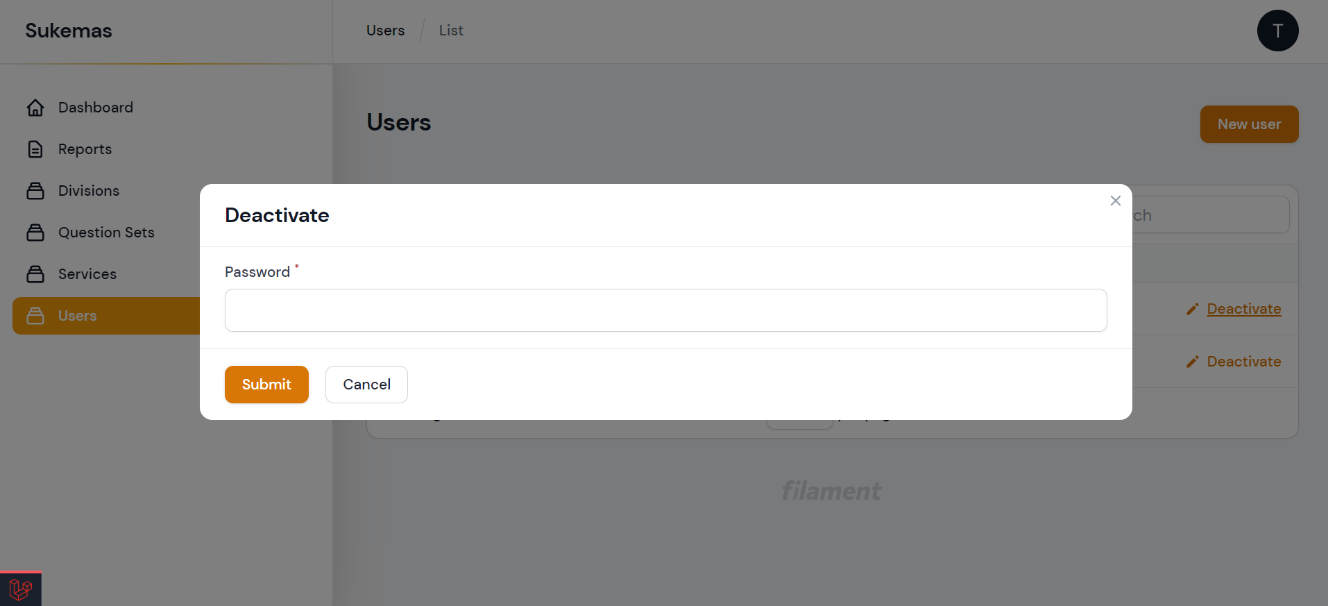 Sukemas
Users / List
T
Dashboard
Reports
Divisions
Question Sets
Services
Users
Users
New user
Deactivate
Password *
Submit
Cancel
Deactivate
Deactivate
filament